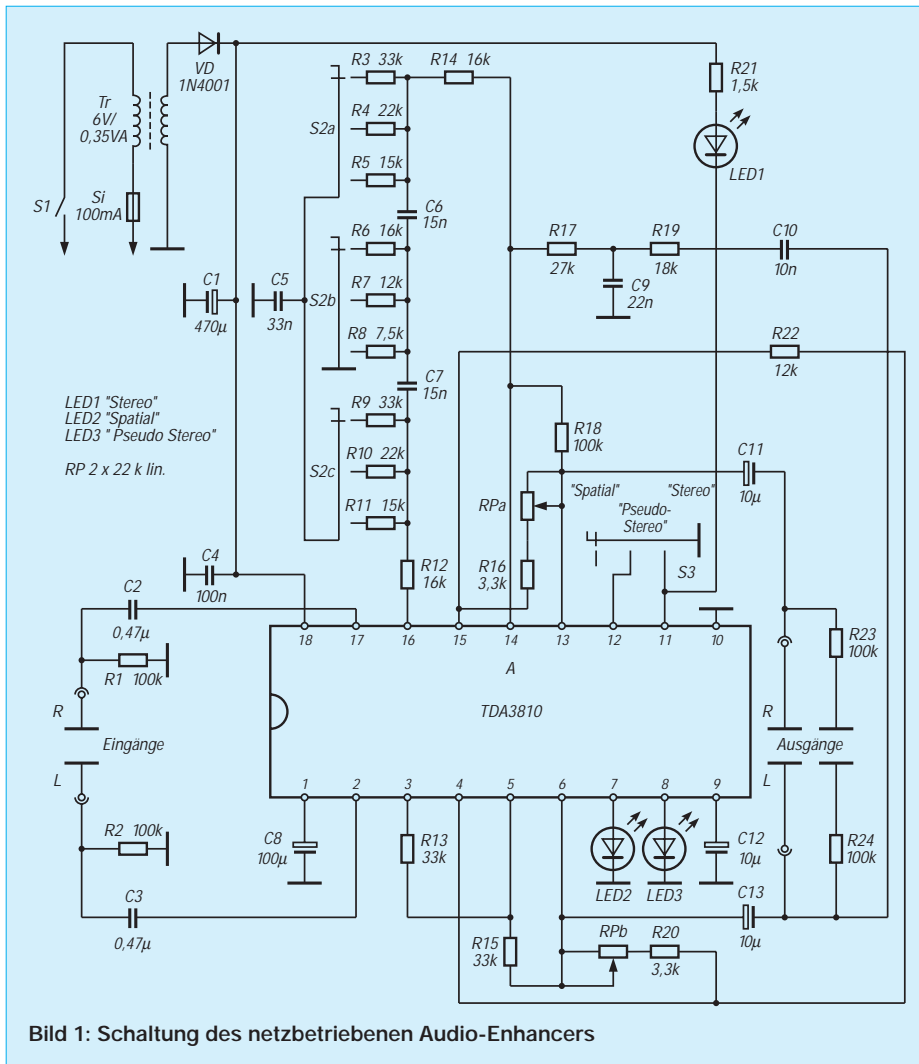 VD
1N4001
Tr
6V/
0,35VA
S1
Si
100mA
R3 33k
R14 16k
R4 22k
S2a
R5 15k
C6
15n
R6 16k
S2b
R7 12k
R8 7,5k
C7
15n
R9 33k
R10 22k
S2c
R11 15k
R12
16k
C1
470µ
C5
33n
R21
1,5k
LED1
R17
27k
R19
18k
C10
10n
C9
22n
R22
12k
LED1 "Stereo"
LED2 "Spatial"
LED3 " Pseudo Stereo"
RP 2 x 22 k lin.
R18
100k
C11
10µ
RPa
"Spatial"
"Stereo"
"Pseudo-
Stereo"
S3
R16
3,3k
C4
100n
C2
0,47µ
R1 100k
R
Eingänge
L
R2 100k
C3
0,47µ
18 17 16 15 14 13 12 11 10
A
TDA3810
1 2 3 4 5 6 7 8 9
R23
100k
R
Ausgänge
L
R24
100k
C8
100µ
R13
33k
LED2
LED3
C12
10µ
C13
10µ
R15
33k
RPb
R20
3,3k
Bild 1: Schaltung des netzbetriebenen Audio-Enhancers